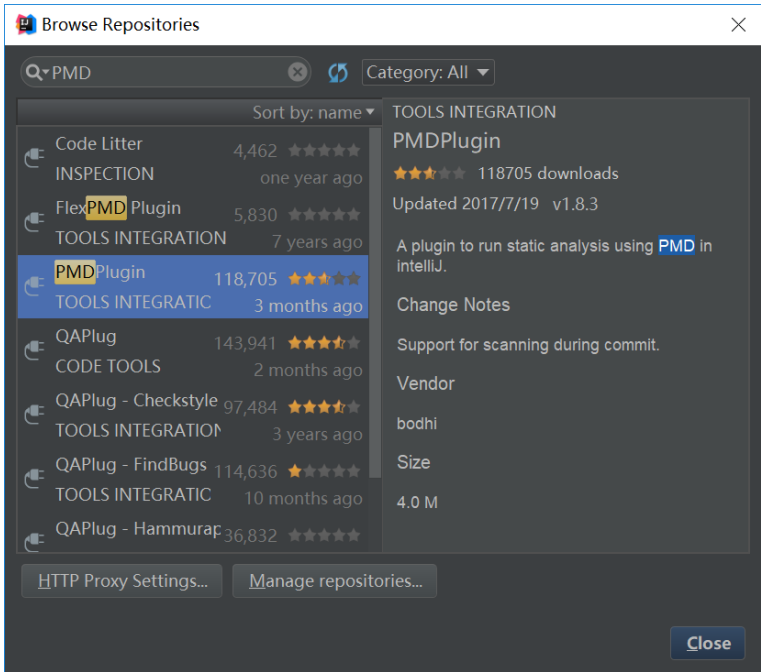 Browse Repositories
PMD
Category: All
Sort by: name
Code Litter 4,462
INSPECTION one year ago
FlexPMD Plugin 5,830
TOOLS INTEGRATION 7 years ago
PMDPlugin 118,705
TOOLS INTEGRATIC 3 months ago
QAPlug 143,941
CODE TOOLS 2 months ago
QAPlug - Checkstyle 97,484
TOOLS INTEGRATION 3 years ago
QAPlug - FindBugs 114,636
TOOLS INTEGRATIC 10 months ago
QAPlug - Hammurap 36,832
TOOLS INTEGRATION
PMDPlugin
118705 downloads
Updated 2017/7/19 v1.8.3
A plugin to run static analysis using PMD in
intelliJ.
Change Notes
Support for scanning during commit.
Vendor
bodhi
Size
4.0 M
HTTP Proxy Settings...
Manage repositories...
Close